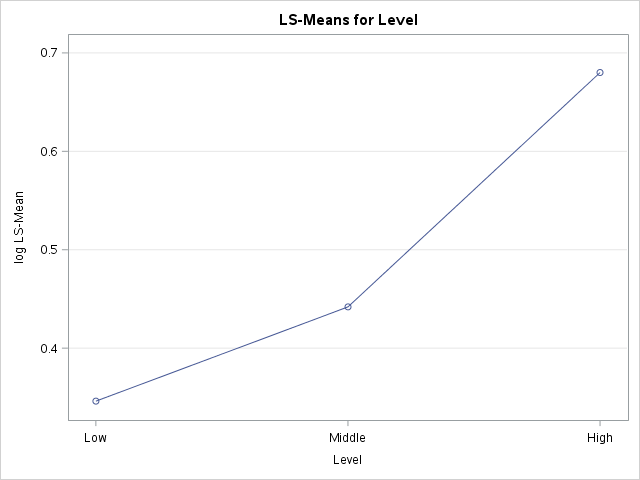 LS-Means for Level
0.7
0.6
0.5
0.4
log LS-Mean
Low Middle High
Level